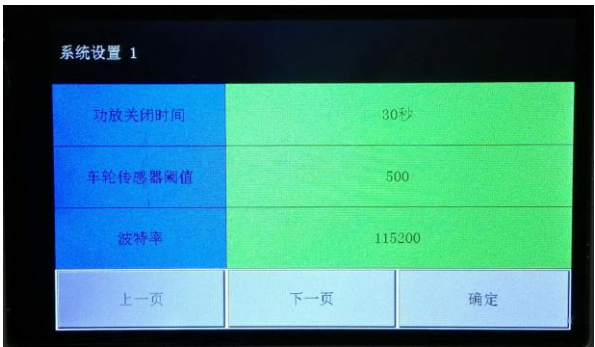 系统设置 1
功放关闭时间 30秒
车轮传感器阈值 500
波特率 115200
上一页 下一页 确定